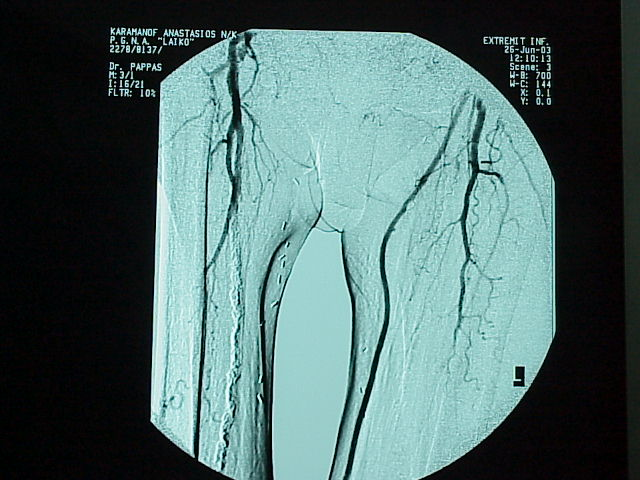 KARAMANOF ANASTASIOS N/K
P.G.N.A. "LAIKO"
2278/8137/
Dr. PAPPAS
M:3/1
I:16/21
FLTR: 10%
EXTREMIT INF.
26-Jun-03
12:10:13
Scene: 3
W-B: 700
W-C: 144
X: 0.1
Y: 0.0